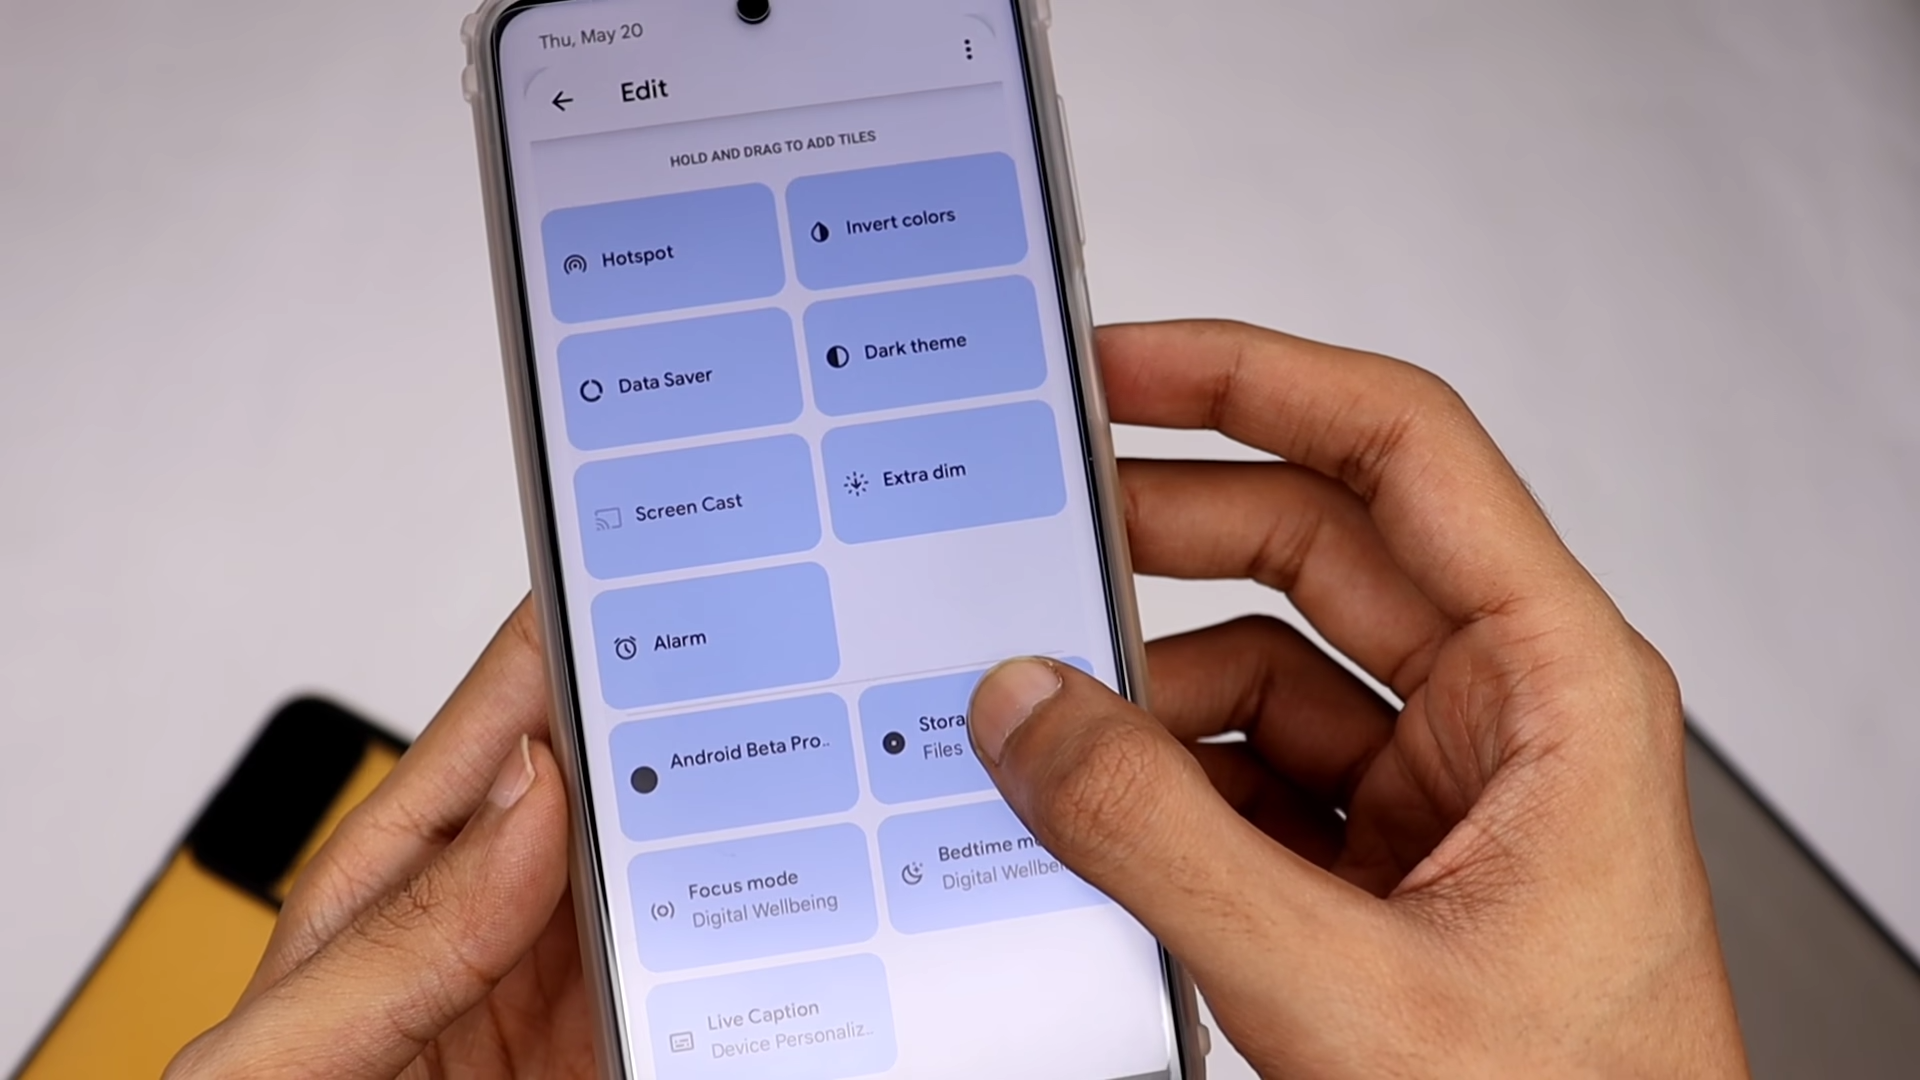 Thu, May 20
Edit
HOLD AND DRAG TO ADD TILES
Hotspot
Invert colors
Data Saver
Dark theme
Screen Cast
Extra dim
Alarm
Android Beta Pro..
Stora
Files
Focus mode
Digital Wellbeing
Bedtime m
Digital Wellbe
Live Caption
Device Personaliz..